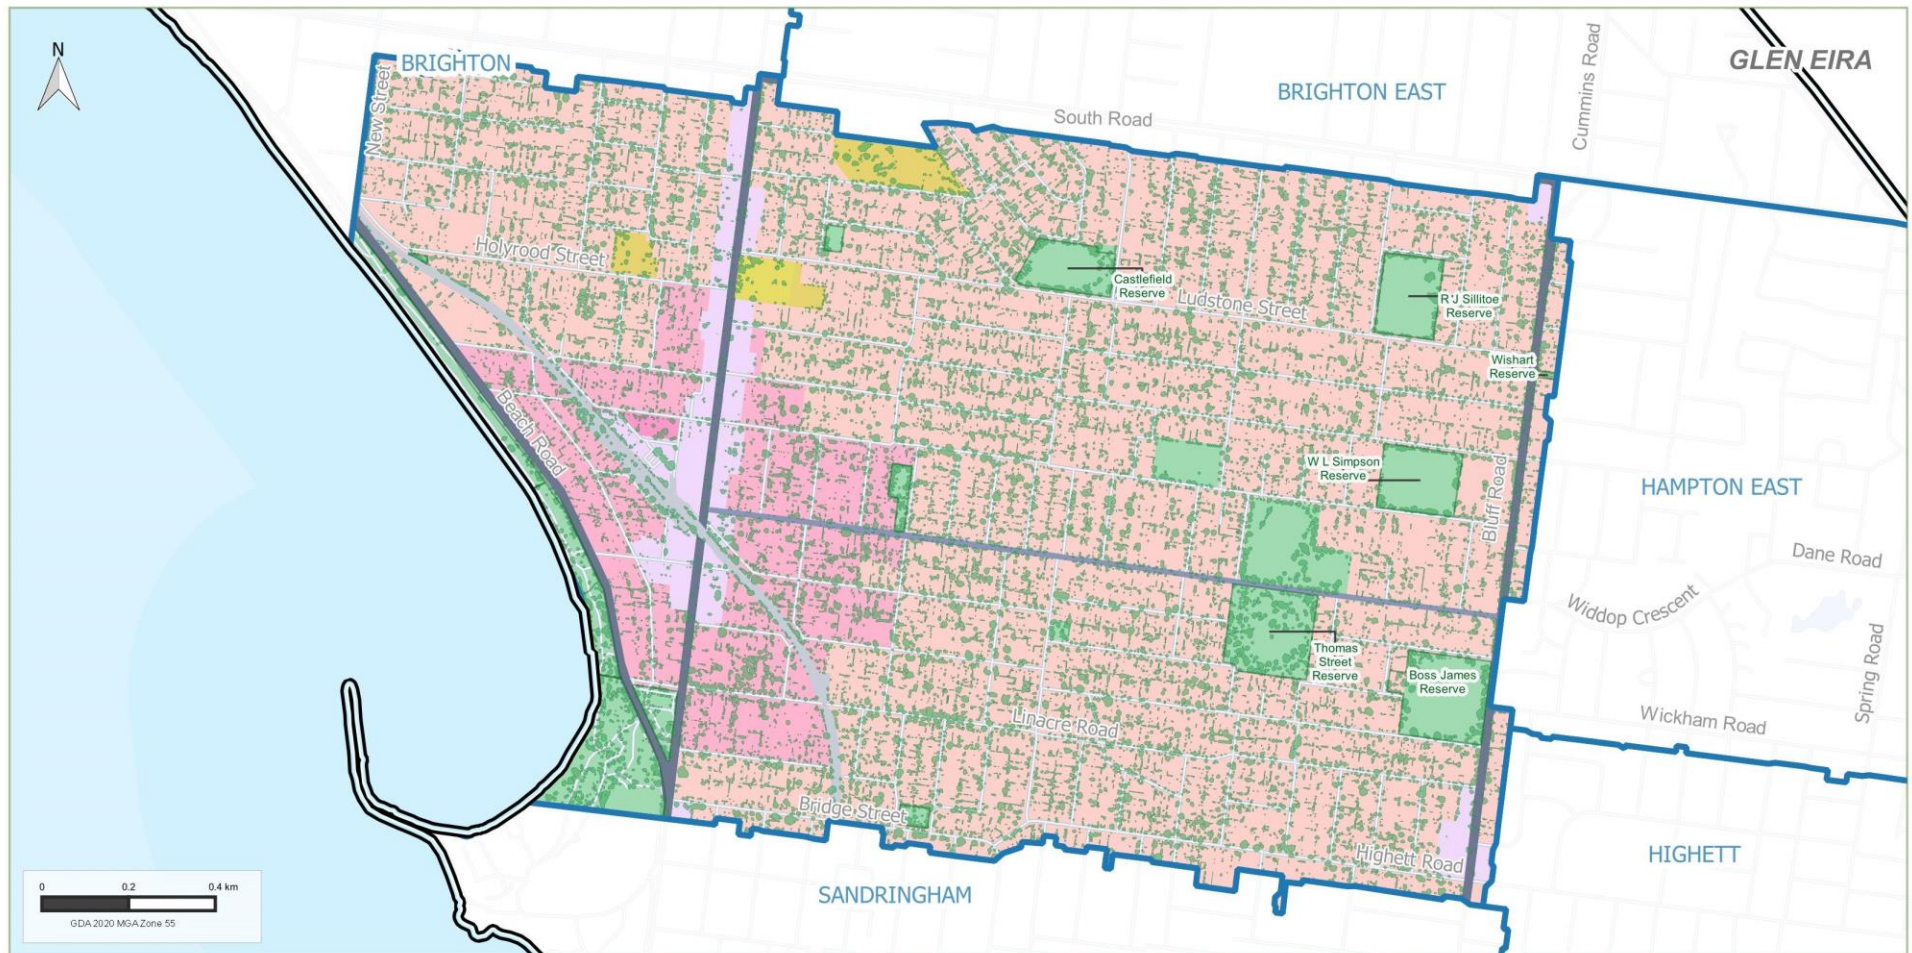 N
BRIGHTON
GLEN EIRA
BRIGHTON EAST
Cummins Road
South Road
New Street
Holyrood Street
Castlefield
Reserve
Ludstone Street
R J Sillitoe
Reserve
Wishart
Reserve
Beach Road
W L Simpson
Reserve
Bluff Road
HAMPTON EAST
Dane Road
Widdop Crescent
Spring Road
Thomas
Street
Reserve
Boss James
Reserve
Linacre Road
Wickham Road
Bridge Street
Highett Road
HIGHETT
SANDRINGHAM
0 0.2 0.4 km
GDA 2020 MGA Zone 55